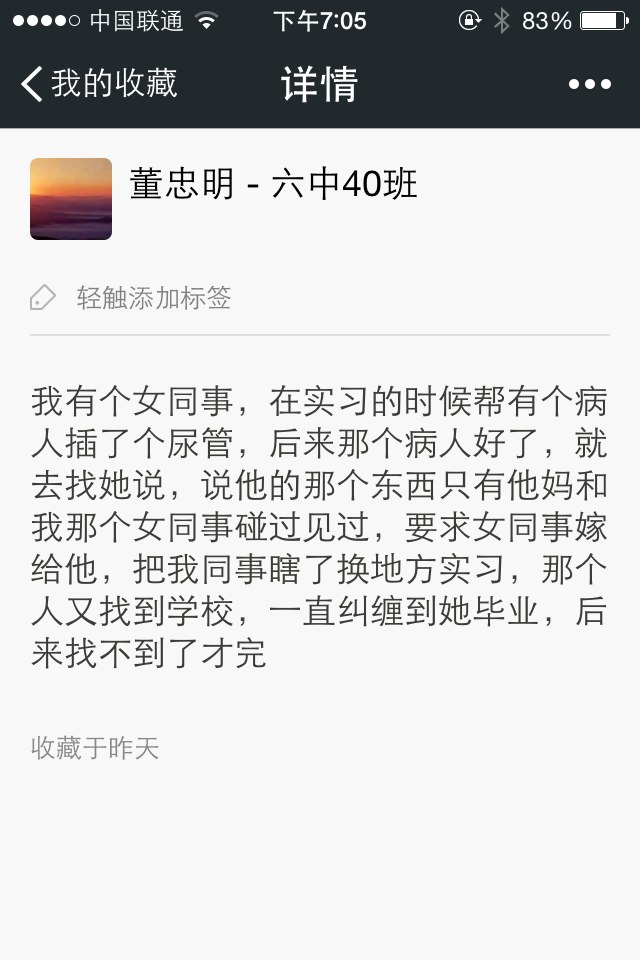 中国联通 下午7:05 83%
我的收藏 详情
董忠明 - 六中40班
轻触添加标签
我有个女同事，在实习的时候帮有个病
人插了个尿管，后来那个病人好了，就
去找她说，说他的那个东西只有他妈和
我那个女同事碰过见过，要求女同事嫁
给他，把我同事瞎了换地方实习，那个
人又找到学校，一直纠缠到她毕业，后
来找不到了才完
收藏于昨天